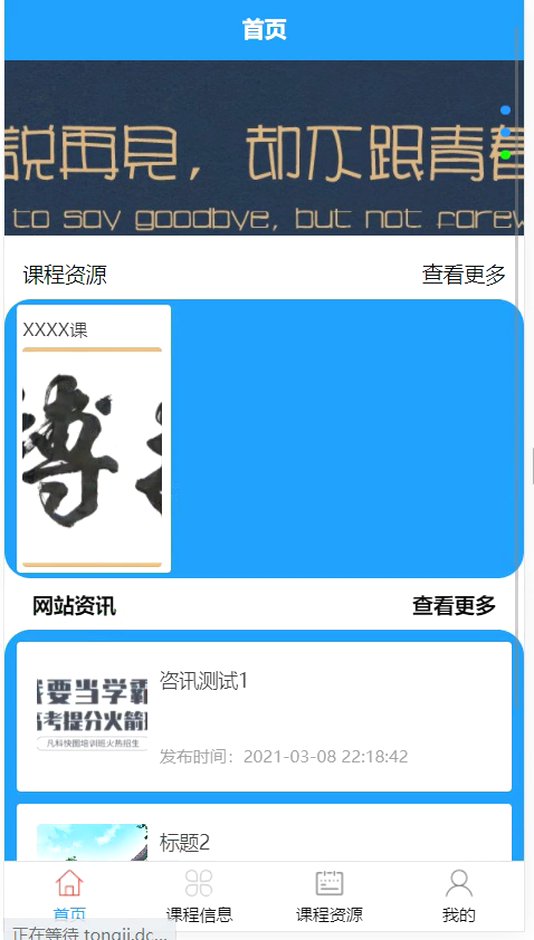 首页
說再見，却不跟青春
to say goodbye, but not farew
课程资源 查看更多
XXXX课
博
网站资讯 查看更多
我要当学霸
高考提分火箭
凡科快图培训班火热招生
咨讯测试1
发布时间：2021-03-08 22:18:42
标题2
首页 课程信息 课程资源 我的
正在等待 tongji.dc...